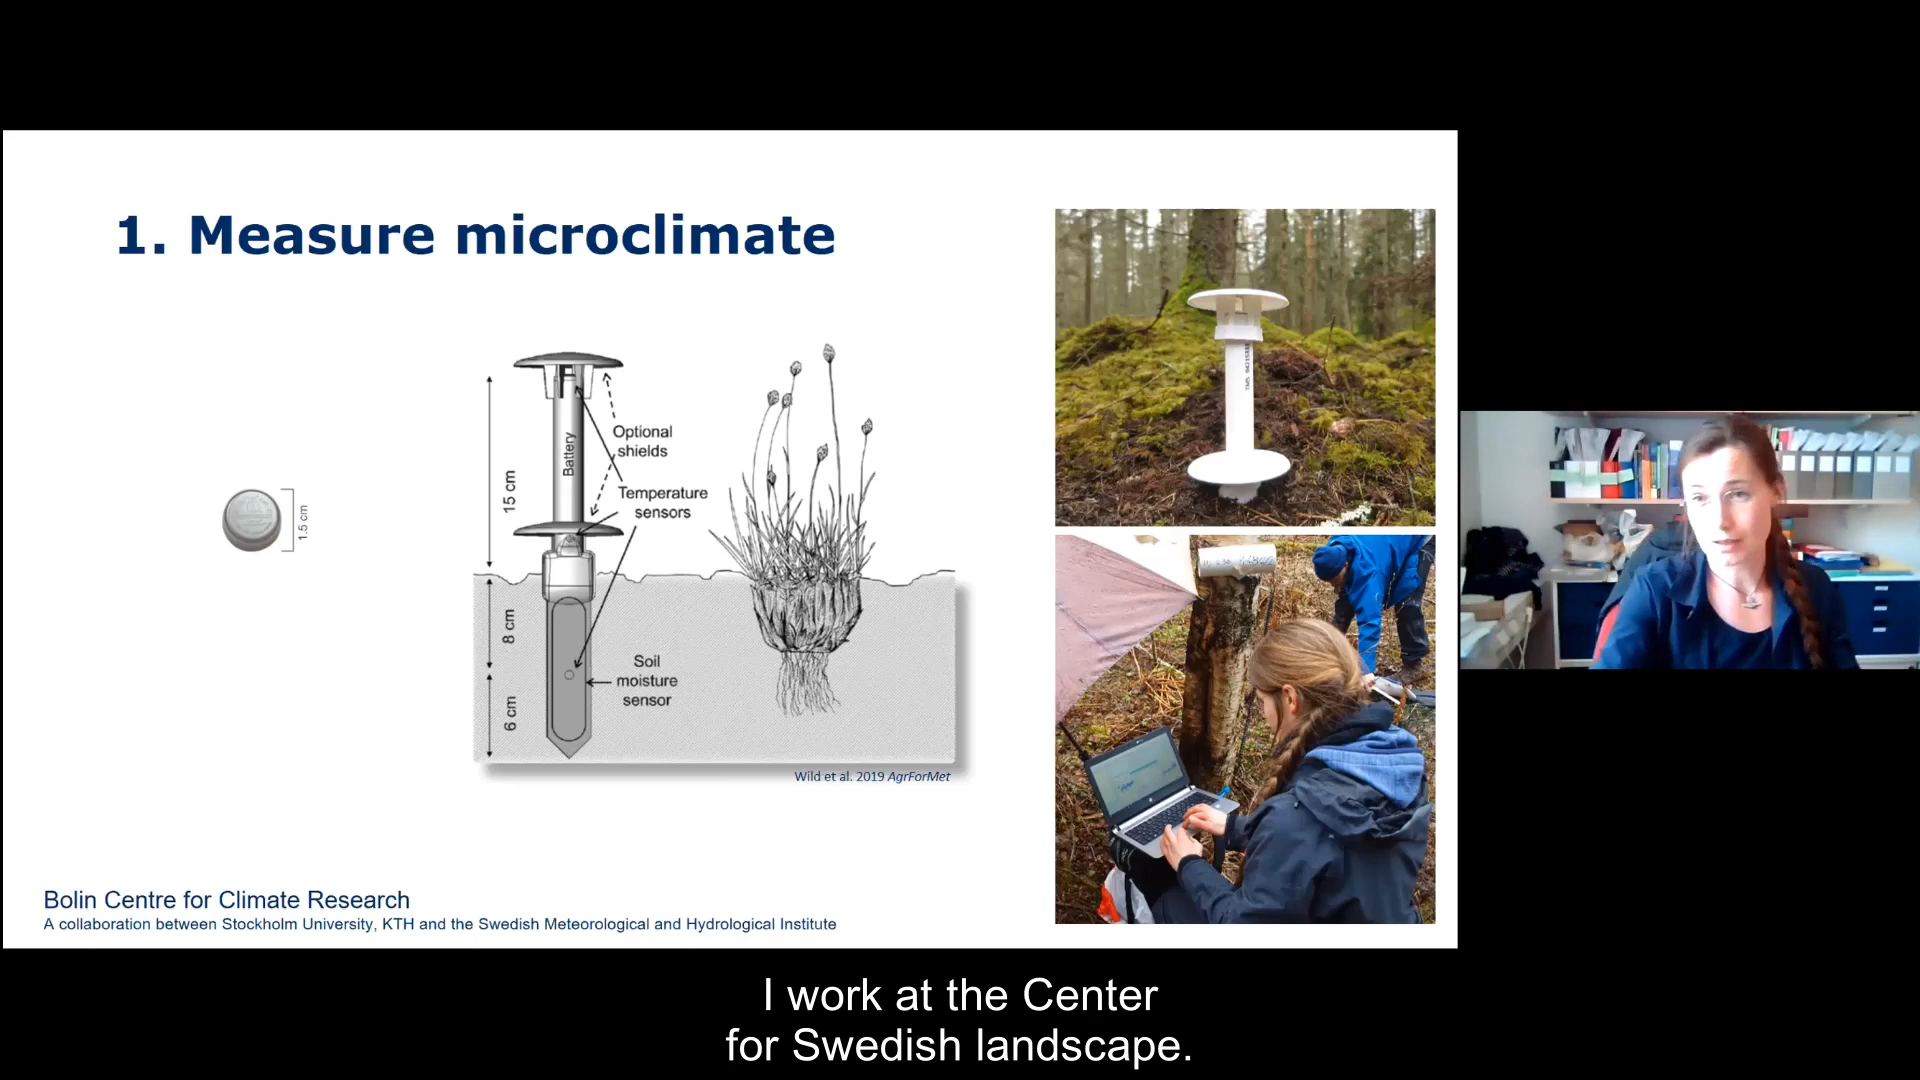 1. Measure microclimate
1.5 cm
15 cm
8 cm
6 cm
Battery
Optional
shields
Temperature
sensors
Soil
moisture
sensor
Wild et al. 2019 AgrForMet
Bolin Centre for Climate Research
A collaboration between Stockholm University, KTH and the Swedish Meteorological and Hydrological Institute
I work at the Center
for Swedish landscape.